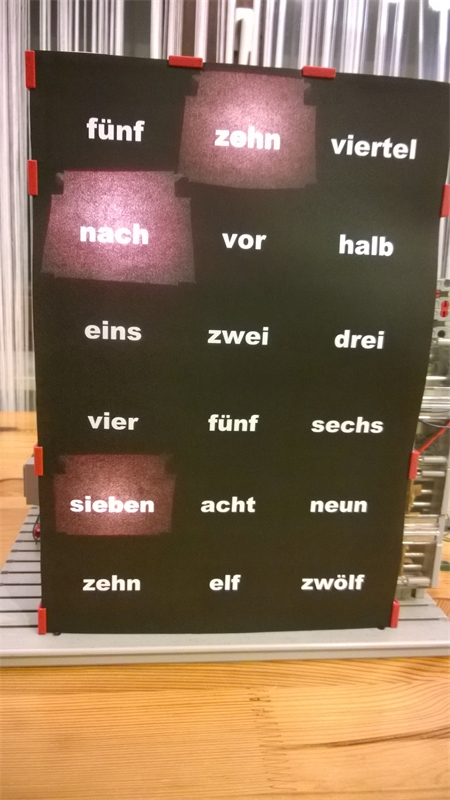 fünf zehn viertel
nach vor halb
eins zwei drei
vier fünf sechs
sieben acht neun
zehn elf zwölf